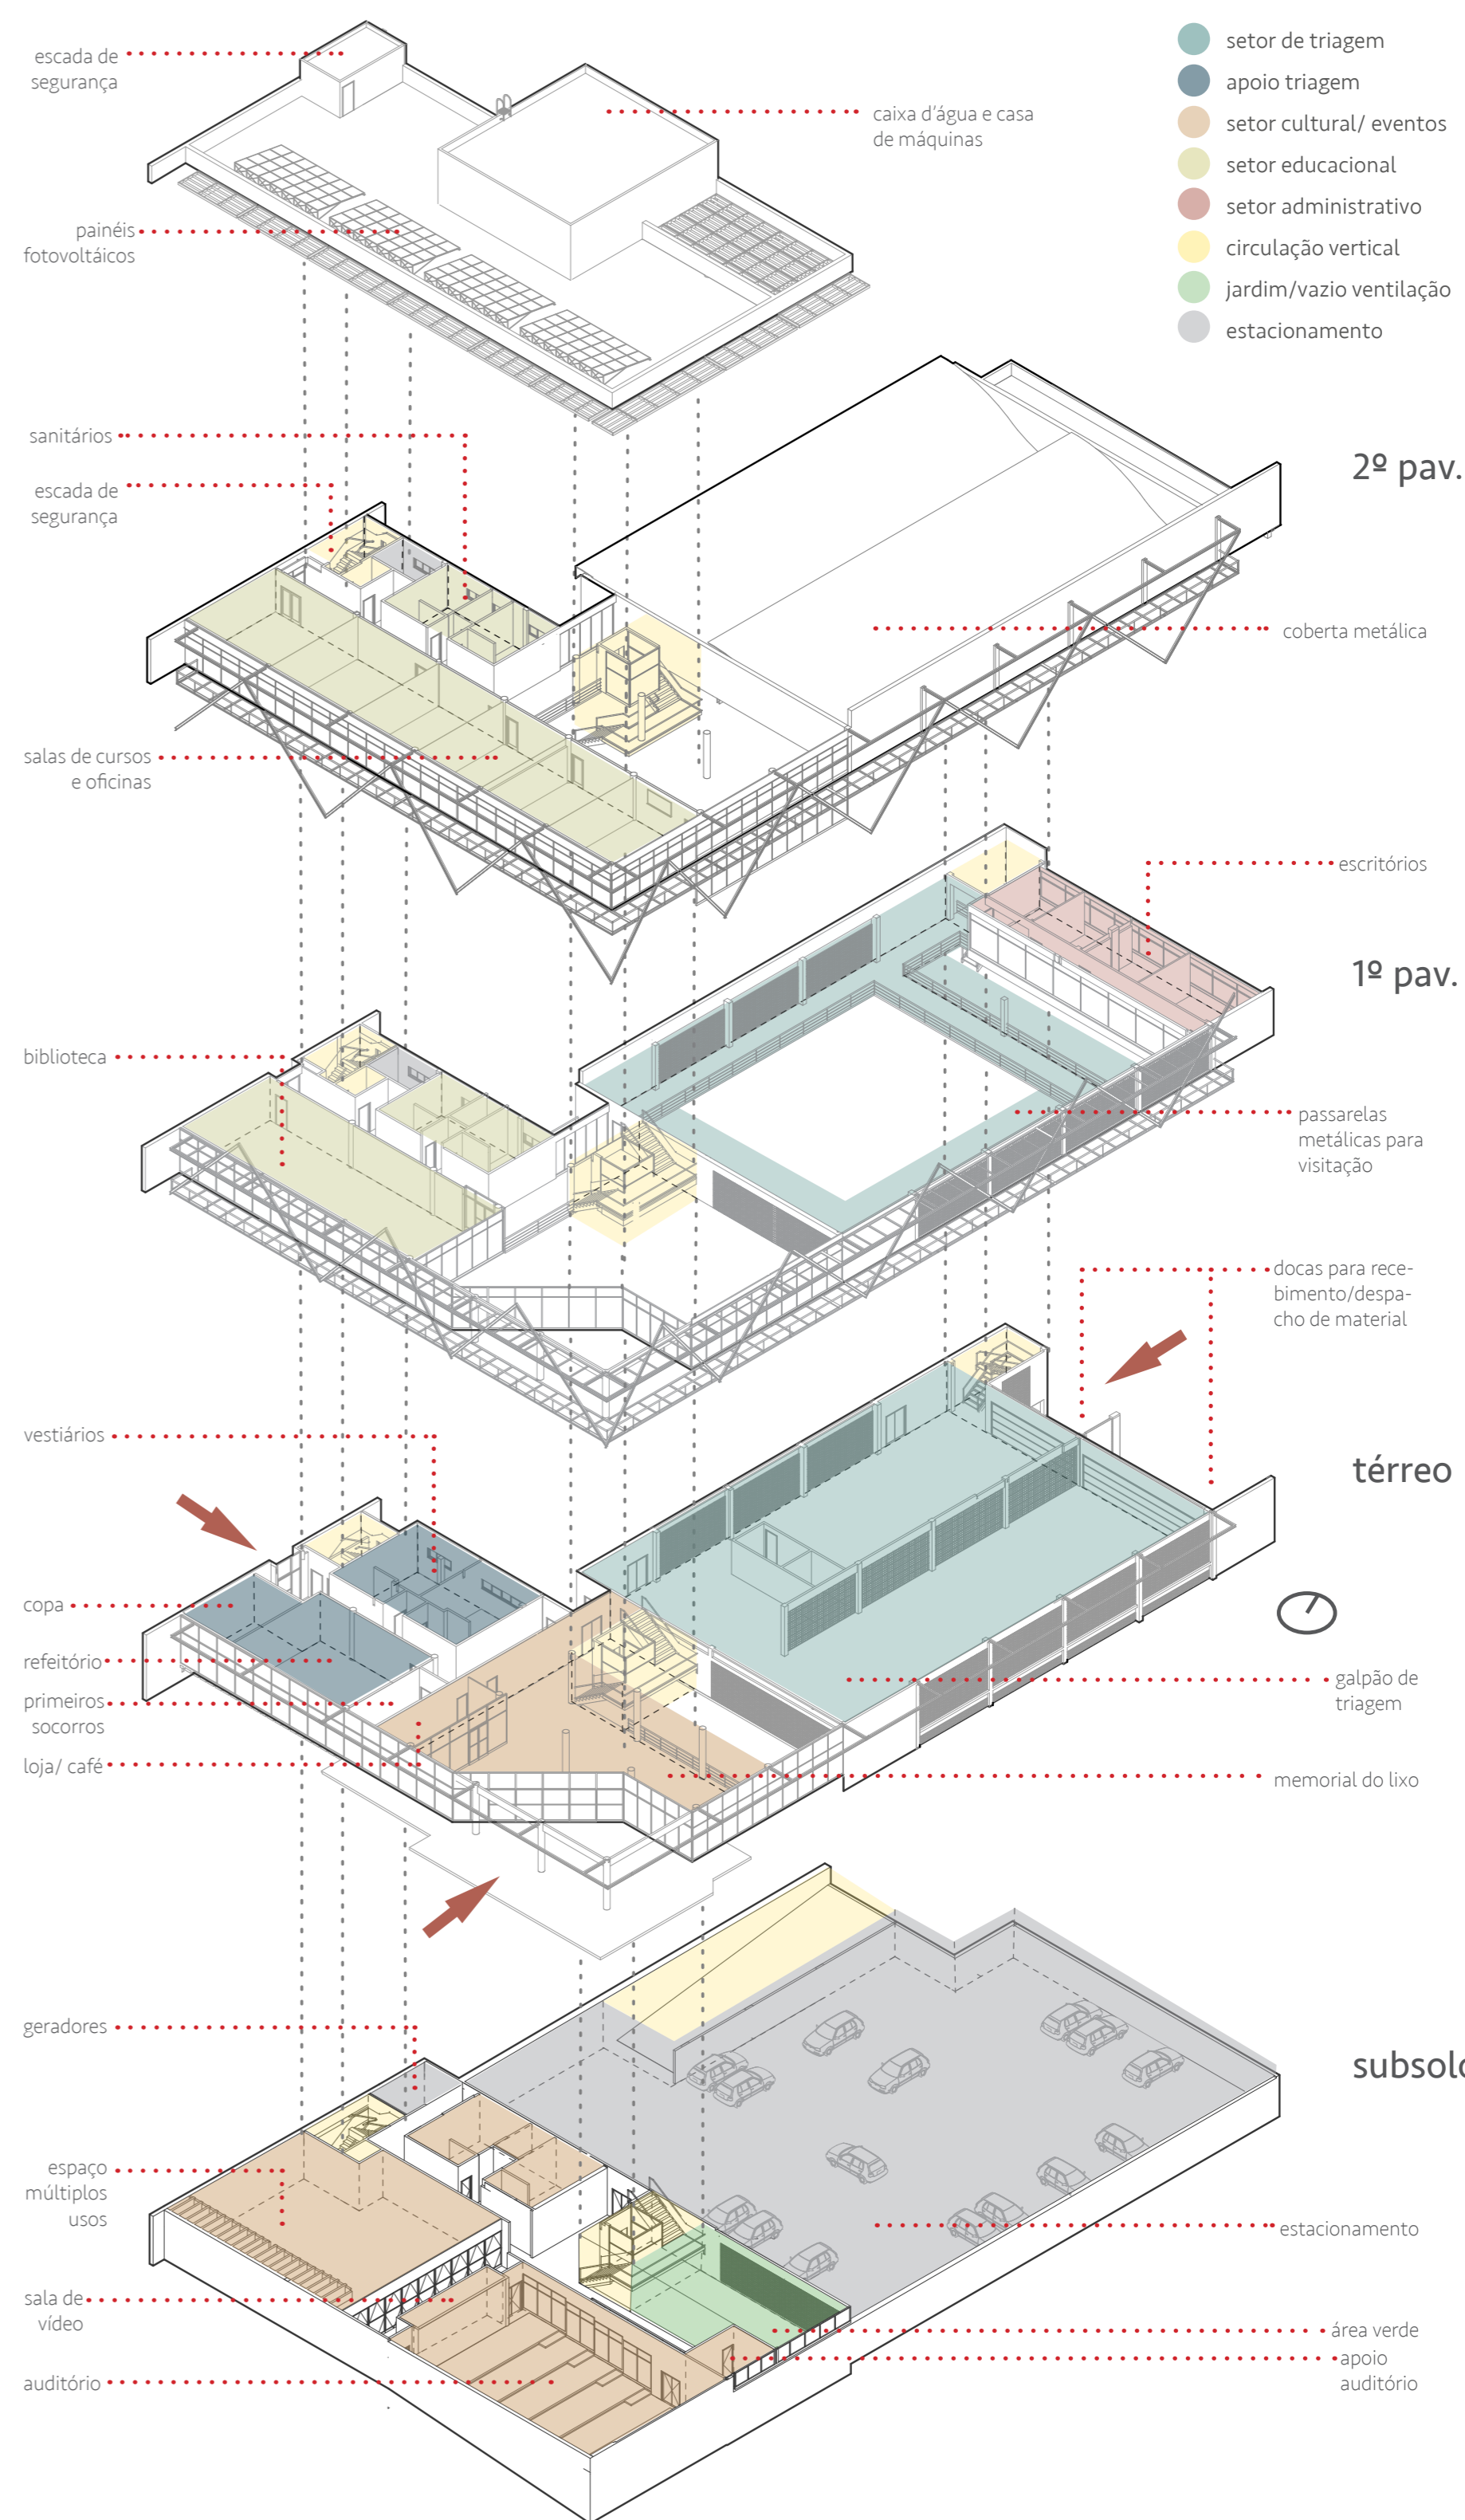 escada de
segurança
caixa d'água e casa
de máquinas
painéis
fotovoltáicos
setor de triagem
apoio triagem
setor cultural/ eventos
setor educacional
setor administrativo
circulação vertical
jardim/vazio ventilação
estacionamento
2º pav.
sanitários
escada de
segurança
coberta metálica
salas de cursos
e oficinas
escritórios
1º pav.
biblioteca
passarelas
metálicas para
visitação
docas para rece-
bimento/despa-
cho de material
térreo
vestiários
copa
refeitório
primeiros
socorros
loja/ café
galpão de
triagem
memorial do lixo
geradores
subsolo
espaço
múltiplos
usos
estacionamento
sala de
vídeo
auditório
área verde
apoio
auditório